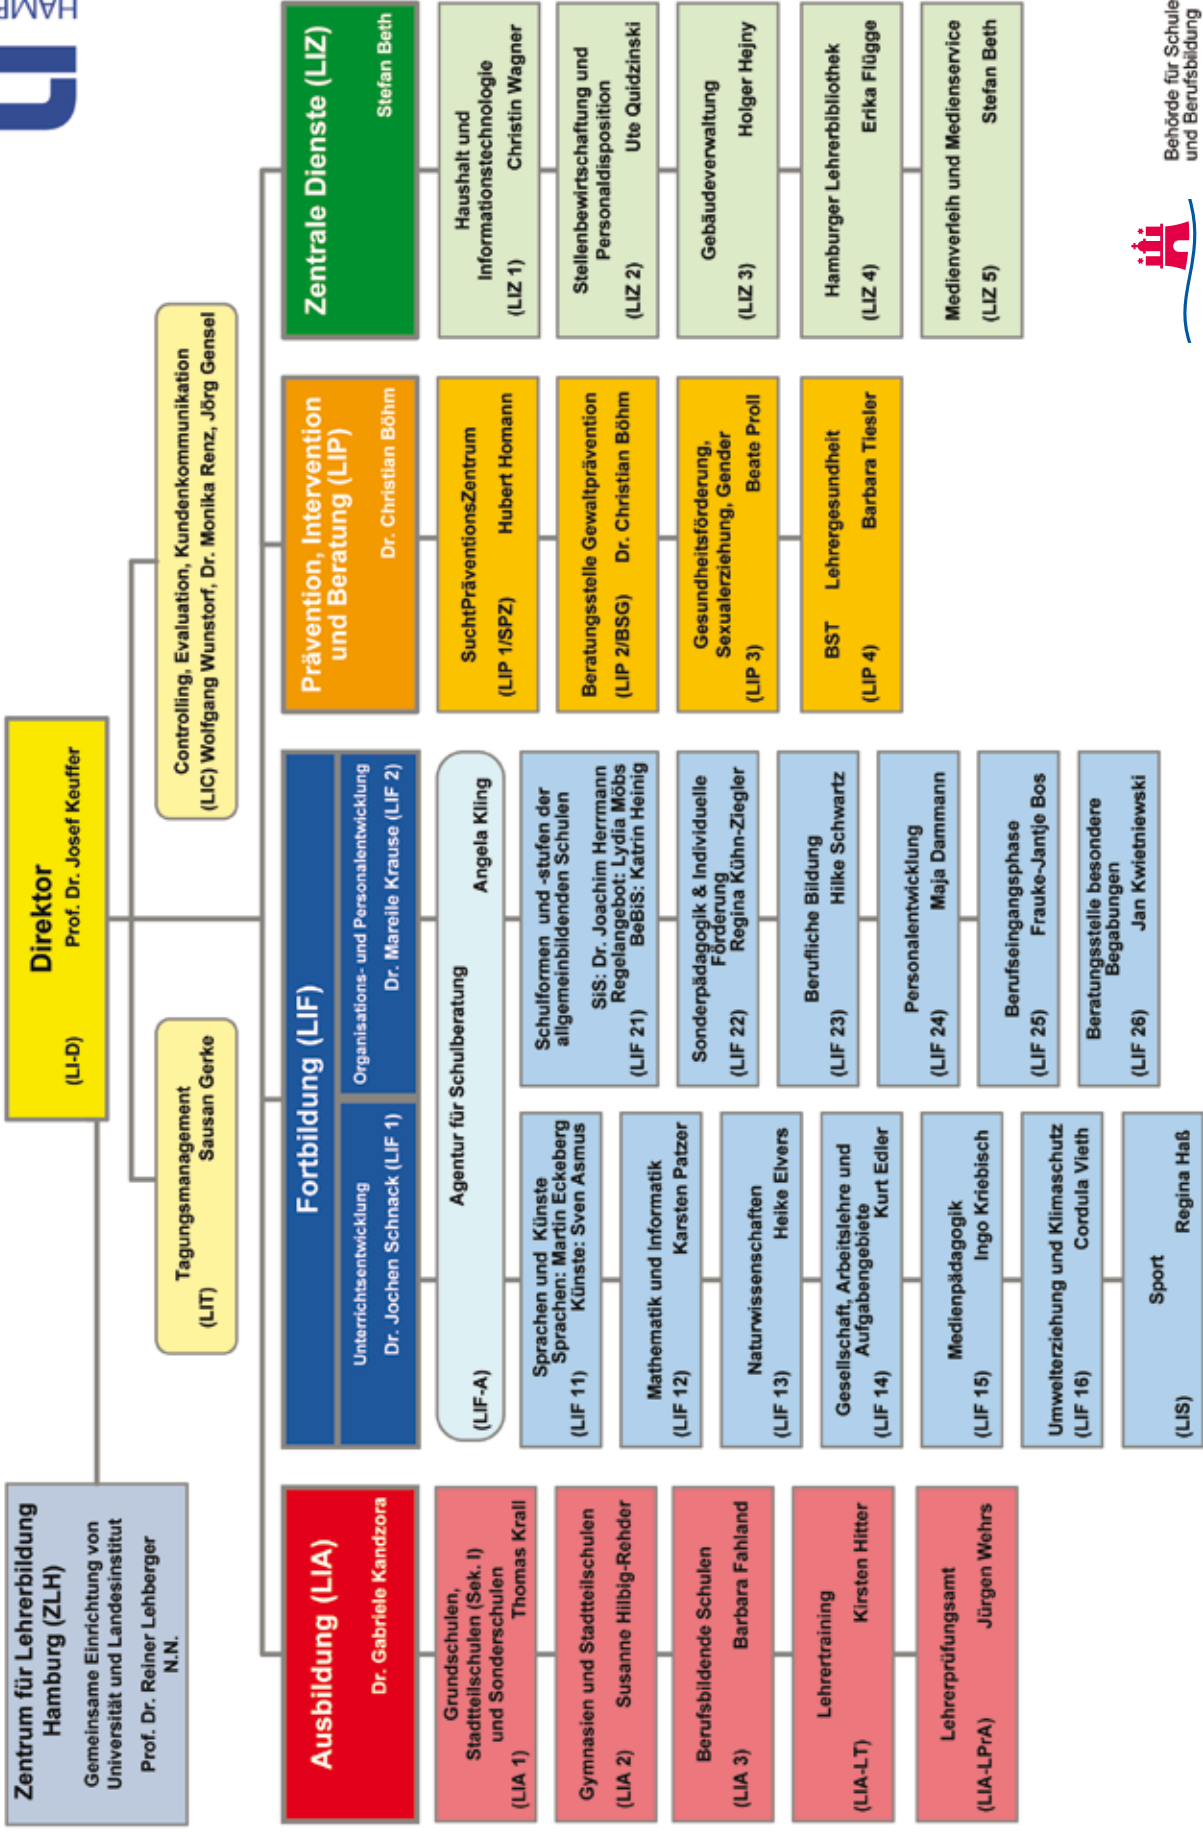 HAMB
Zentrum für Lehrerbildung
Hamburg (ZLH)
Gemeinsame Einrichtung von
Universität und Landesinstitut
Prof. Dr. Reiner Lehberger
N.N.
Direktor
(LI-D) Prof. Dr. Josef Keuffer
Tagungsmanagement
(LIT) Sausan Gerke
Controlling, Evaluation, Kundenkommunikation
(LIC) Wolfgang Wunstorf, Dr. Monika Renz, Jörg Gensel
Ausbildung (LIA)
Dr. Gabriele Kandzora
Grundschulen,
Stadtteilschulen (Sek. I)
und Sonderschulen
(LIA 1) Thomas Krall
Gymnasien und Stadtteilschulen
(LIA 2) Susanne Hilbig-Rehder
Berufsbildende Schulen
(LIA 3) Barbara Fahland
Lehrertraining
(LIA-LT) Kirsten Hitter
Lehrerprüfungsamt
(LIA-LPrA) Jürgen Wehrs
Fortbildung (LIF)
Unterrichtsentwicklung
Dr. Jochen Schnack (LIF 1)
Organisations- und Personalentwicklung
Dr. Mareile Krause (LIF 2)
Agentur für Schulberatung
(LIF-A) Angela Kling
Sprachen und Künste
Sprachen: Martin Eckeberg
Künste: Sven Asmus
(LIF 11)
Mathematik und Informatik
(LIF 12) Karsten Patzer
Naturwissenschaften
(LIF 13) Heike Elvers
Gesellschaft, Arbeitslehre und
Aufgabengebiete
(LIF 14) Kurt Edler
Medienpädagogik
(LIF 15) Ingo Kriebisch
Umwelterziehung und Klimaschutz
(LIF 16) Cordula Vieth
Sport
(LIS) Regina Haß
Schulformen und -stufen der
allgemeinbildenden Schulen
SiS: Dr. Joachim Herrmann
Regelangebot: Lydia Möbs
(LIF 21) BeBiS: Katrin Heinig
Sonderpädagogik & Individuelle
Förderung
(LIF 22) Regina Kühn-Ziegler
Berufliche Bildung
(LIF 23) Hilke Schwartz
Personalentwicklung
(LIF 24) Maja Dammann
Berufseingangsphase
(LIF 25) Frauke-Jantje Bos
Beratungsstelle besondere
Begabungen
(LIF 26) Jan Kwietniewski
Prävention, Intervention
und Beratung (LIP)
Dr. Christian Böhm
SuchtPräventionsZentrum
(LIP 1/SPZ) Hubert Homann
Beratungsstelle Gewaltprävention
(LIP 2/BSG) Dr. Christian Böhm
Gesundheitsförderung,
Sexualerziehung, Gender
(LIP 3) Beate Proll
BST Lehrergesundheit
(LIP 4) Barbara Tiesler
Zentrale Dienste (LIZ)
Stefan Beth
Haushalt und
Informationstechnologie
(LIZ 1) Christin Wagner
Stellenbewirtschaftung und
Personaldisposition
(LIZ 2) Ute Quidzinski
Gebäudeverwaltung
(LIZ 3) Holger Hejny
Hamburger Lehrerbibliothek
(LIZ 4) Erika Flügge
Medienverleih und Medienservice
(LIZ 5) Stefan Beth
Behörde für Schule
und Berufsbildung